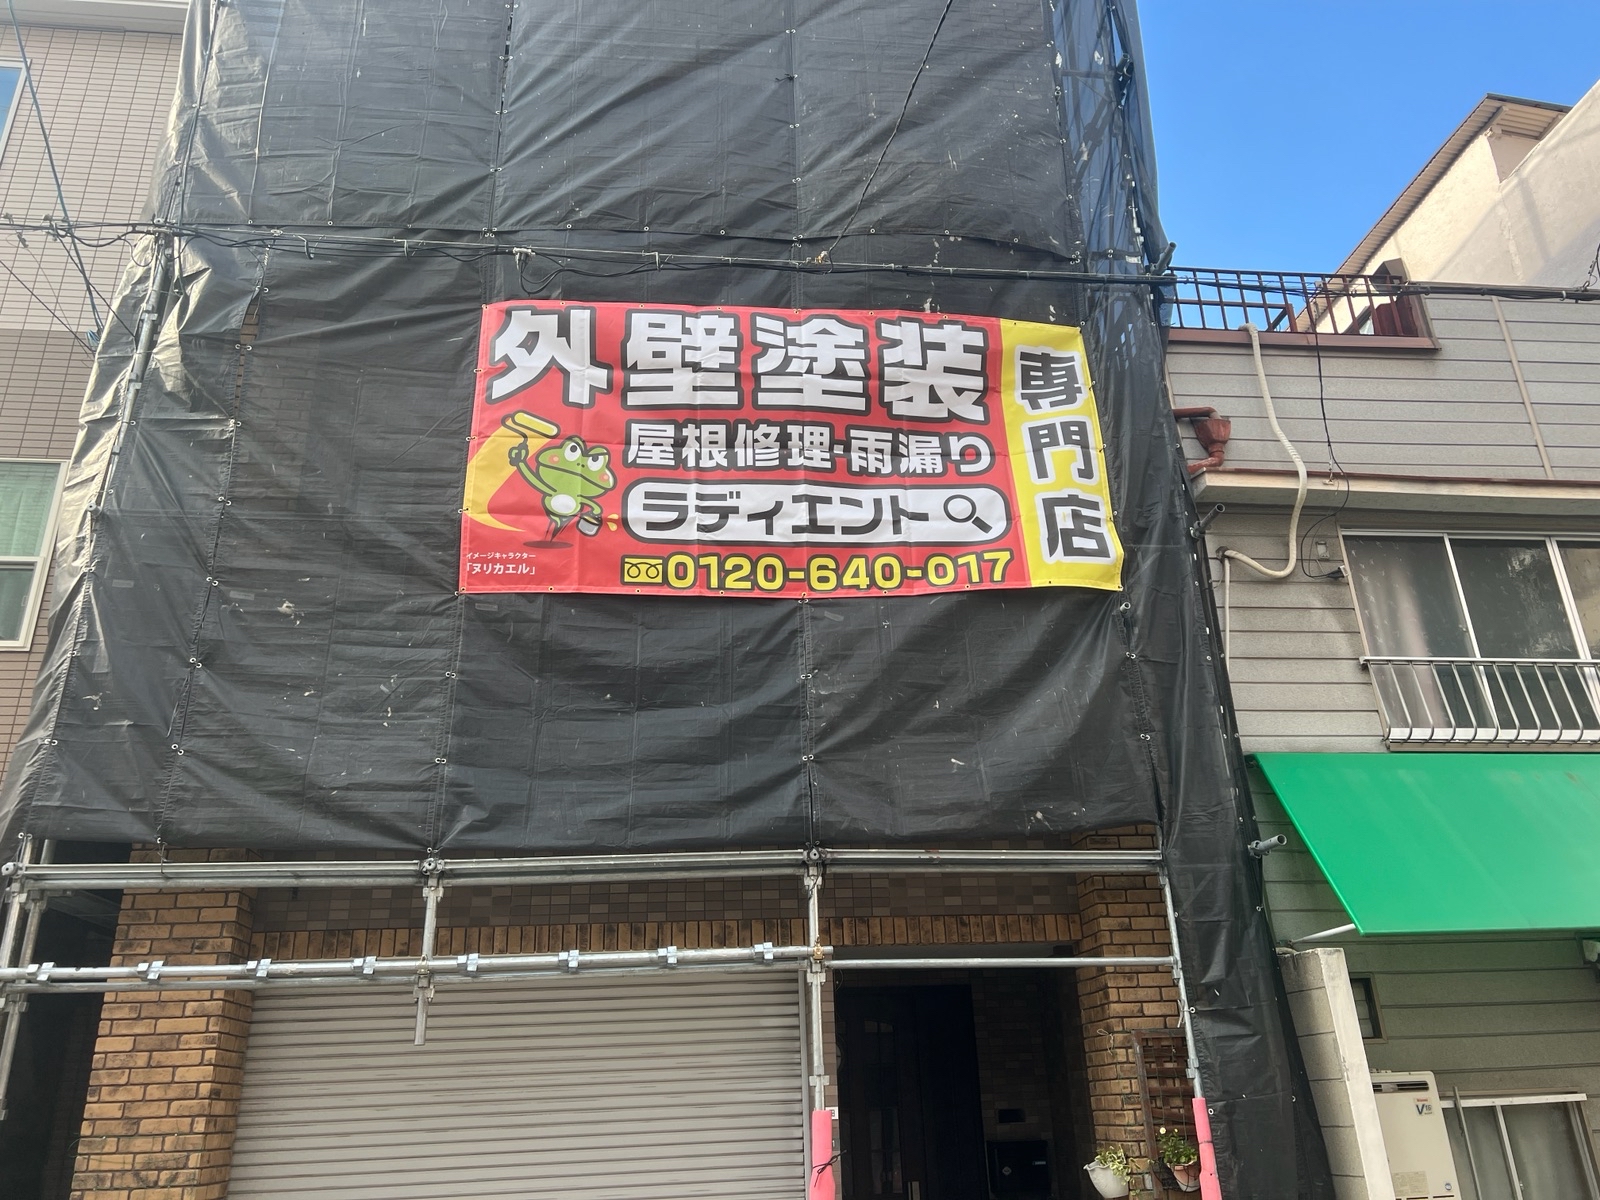 外壁塗装
専門店
屋根修理・雨漏り
ラディエント
0120-640-017
イメージキャラクター
「ヌリカエル」